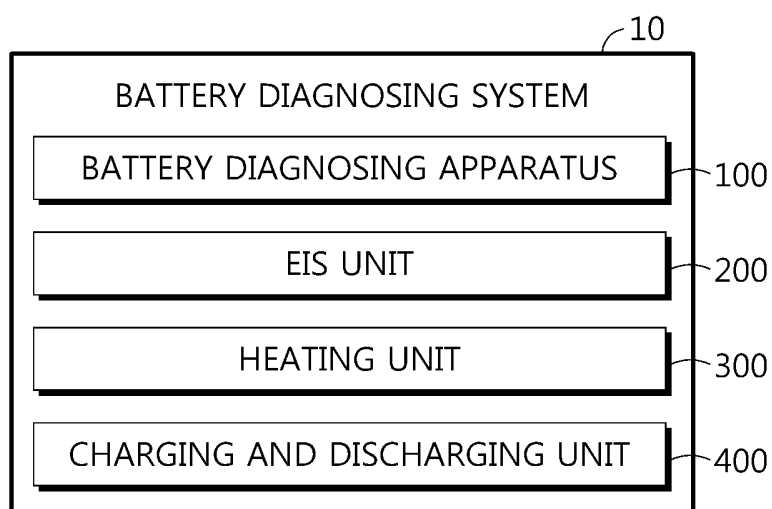 10
BATTERY DIAGNOSING SYSTEM
BATTERY DIAGNOSING APPARATUS
100
EIS UNIT
200
HEATING UNIT
300
CHARGING AND DISCHARGING UNIT
400